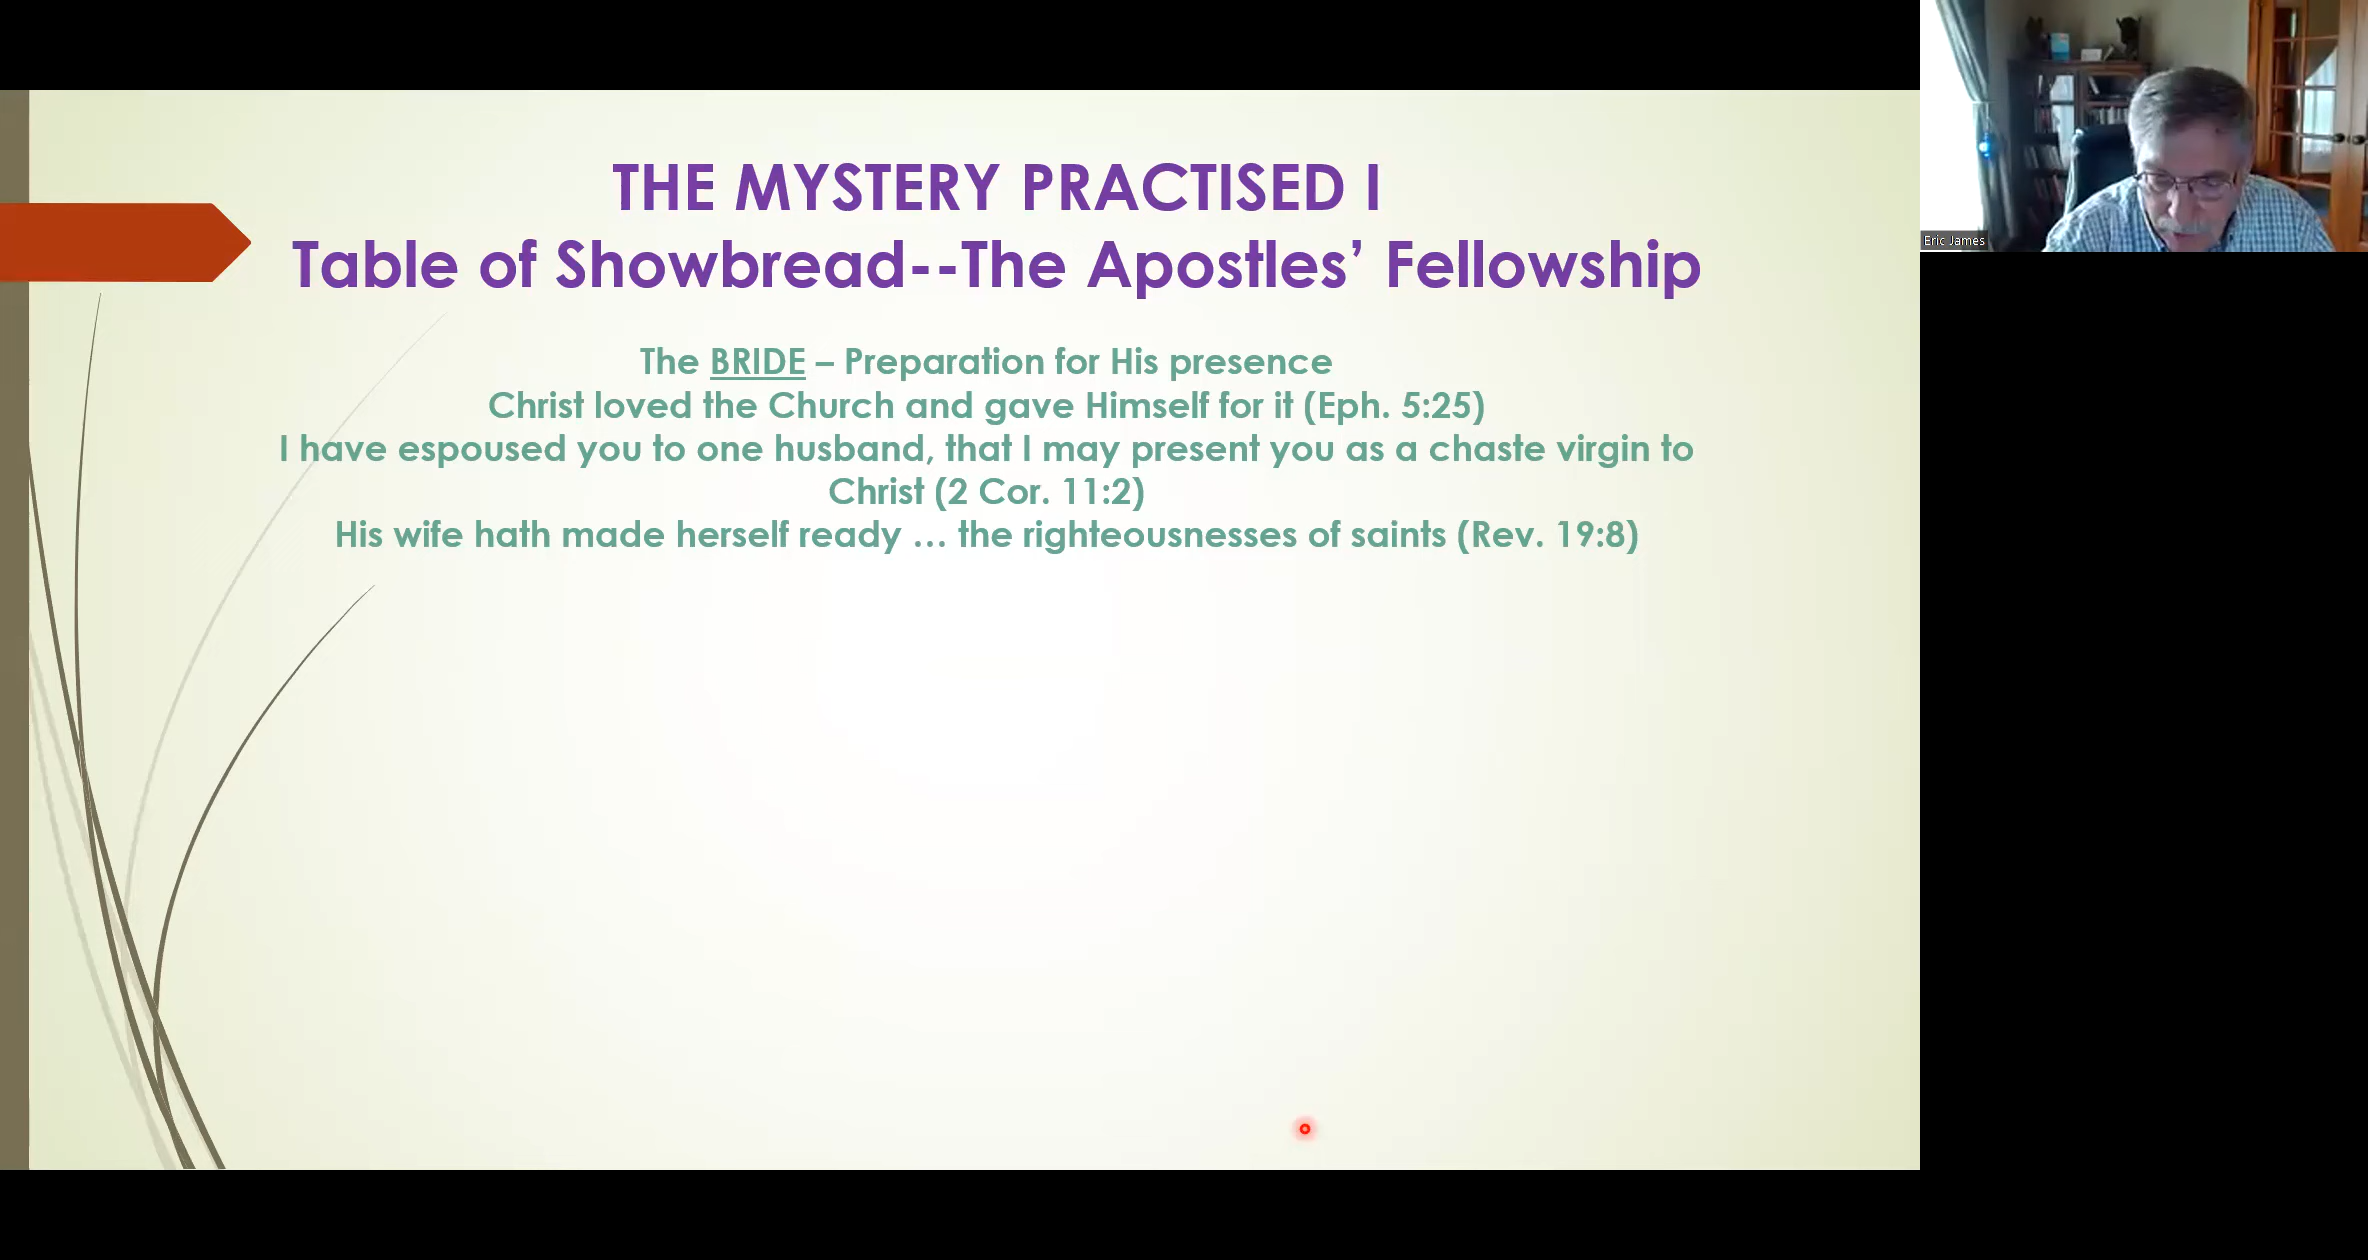 THE MYSTERY PRACTISED I
Table of Showbread--The Apostles’ Fellowship
The BRIDE – Preparation for His presence
Christ loved the Church and gave Himself for it (Eph. 5:25)
I have espoused you to one husband, that I may present you as a chaste virgin to
Christ (2 Cor. 11:2)
His wife hath made herself ready … the righteousnesses of saints (Rev. 19:8)
Eric James